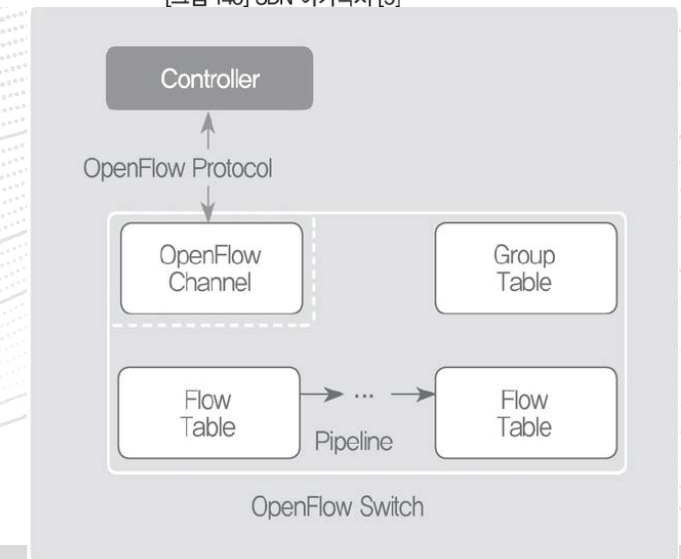 Controller
OpenFlow Protocol
OpenFlow
Channel
Group
Table
Flow
Table
...
Pipeline
Flow
Table
OpenFlow Switch